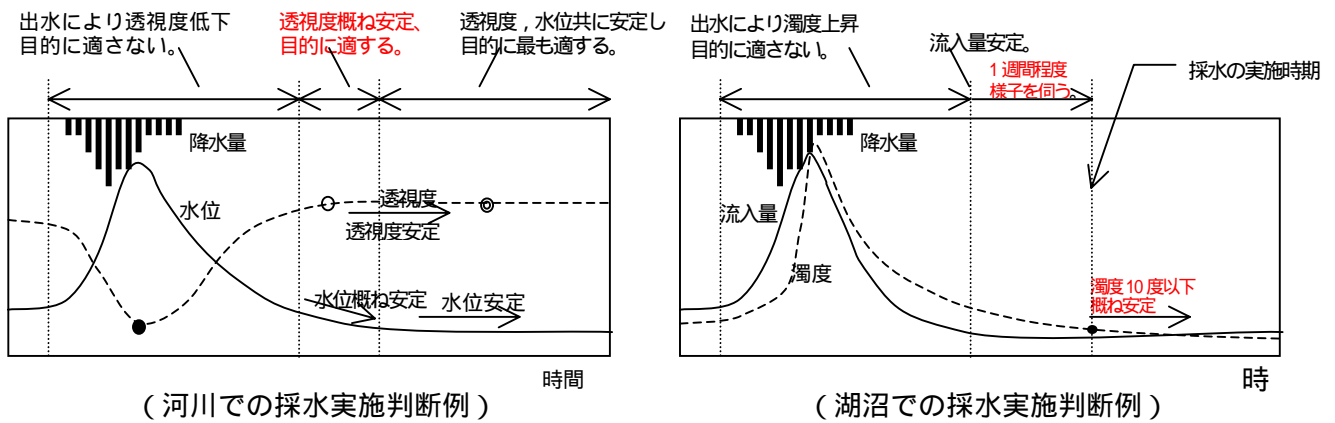 出水により透視度低下
目的に適さない。
透視度概ね安定、
目的に適する。
透視度，水位共に安定し
目的に最も適する。
降水量
水位
透視度
透視度安定
水位概ね安定
水位安定
時間
（河川での採水実施判断例）
出水により濁度上昇
目的に適さない。
流入量安定。
1週間程度
様子を伺う。
採水の実施時期
降水量
流入量
濁度
濁度10度以下
概ね安定
時
（湖沼での採水実施判断例）